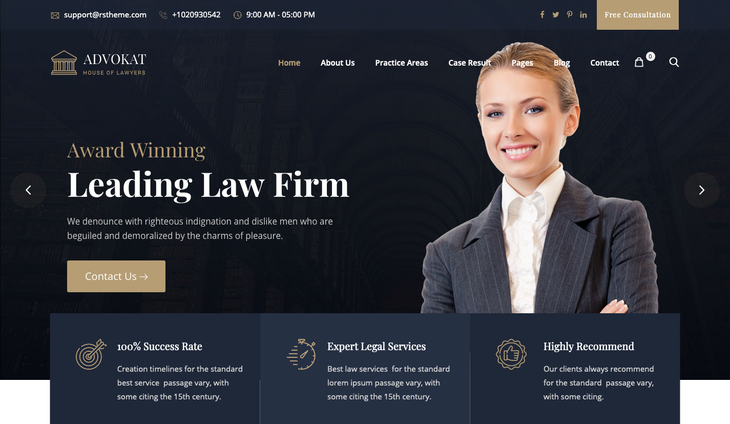 support@rstheme.com +1020930542 9:00 AM - 05:00 PM Free Consultation
ADVOKAT
HOUSE OF LAWYERS
Home About Us Practice Areas Case Result Pages Blog Contact 0
Award Winning
Leading Law Firm
We denounce with righteous indignation and dislike men who are
beguiled and demoralized by the charms of pleasure.
Contact Us →
100% Success Rate
Creation timelines for the standard
best service passage vary, with
some citing the 15th century.
Expert Legal Services
Best law services for the standard
lorem ipsum passage vary, with
some citing the 15th century.
Highly Recommend
Our clients always recommend
for the standard passage vary,
with some citing.